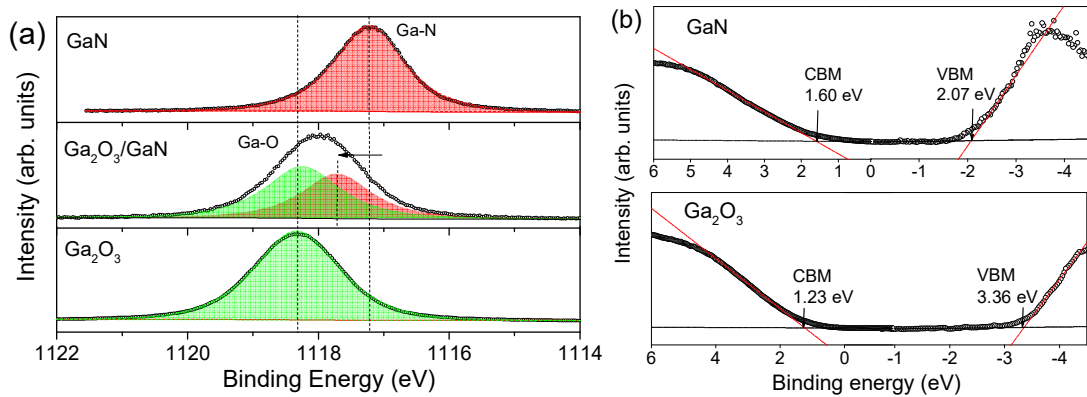 (a)
GaN
Ga-N
Ga₂O₃/GaN
Ga-O
Ga₂O₃
Intensity (arb. units)
1122 1120 1118 1116 1114
Binding Energy (eV)
(b)
GaN
CBM
1.60 eV
VBM
2.07 eV
6 5 4 3 2 1 0 -1 -2 -3 -4
Ga₂O₃
CBM
1.23 eV
VBM
3.36 eV
Intensity (arb. units)
6 4 2 0 -1 -2 -3 -4
Binding energy (eV)